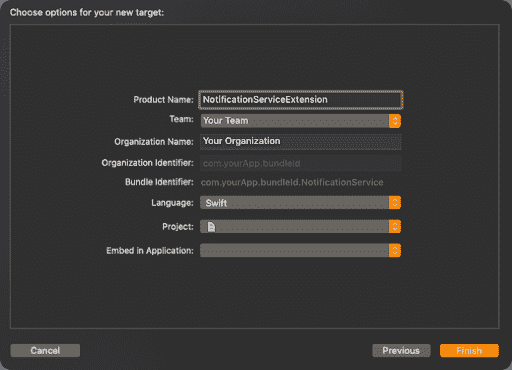 Choose options for your new target:
Product Name: NotificationServiceExtension
Team: Your Team
Organization Name: Your Organization
Organization Identifier: com.yourApp.bundleId
Bundle Identifier: com.yourApp.bundleId.NotificationService
Language: Swift
Project:
Embed in Application:
Cancel Previous Finish